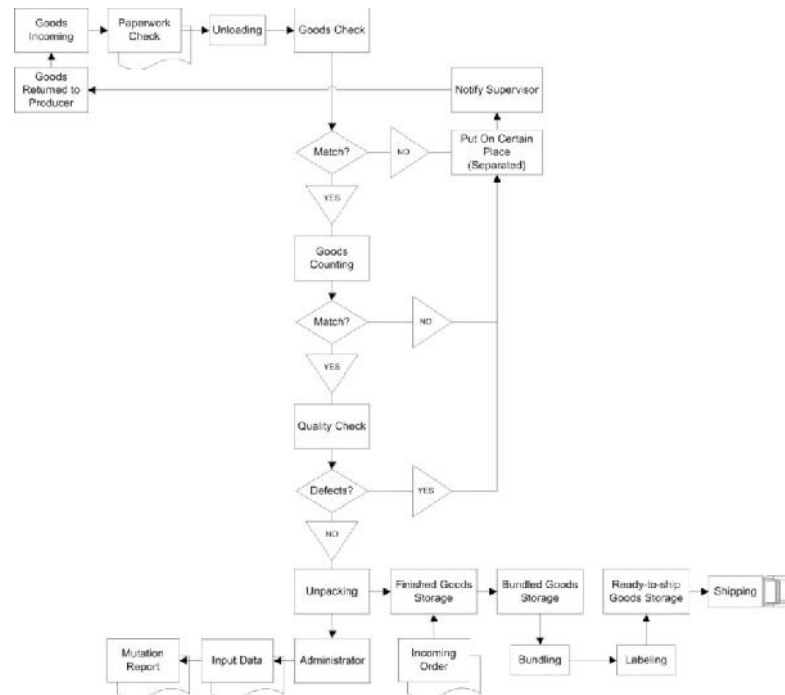 Goods
Incoming
Paperwork
Check
Unloading
Goods Check
Goods
Returned to
Producer
Notify Supervisor
Match?
NO
Put On Certain
Place
(Separated)
YES
Goods
Counting
Match?
NO
YES
Quality Check
Defects?
YES
NO
Unpacking
Finished Goods
Storage
Bundled Goods
Storage
Ready-to-ship
Goods Storage
Shipping
Mutation
Report
Input Data
Administrator
Incoming
Order
Bundling
Labeling